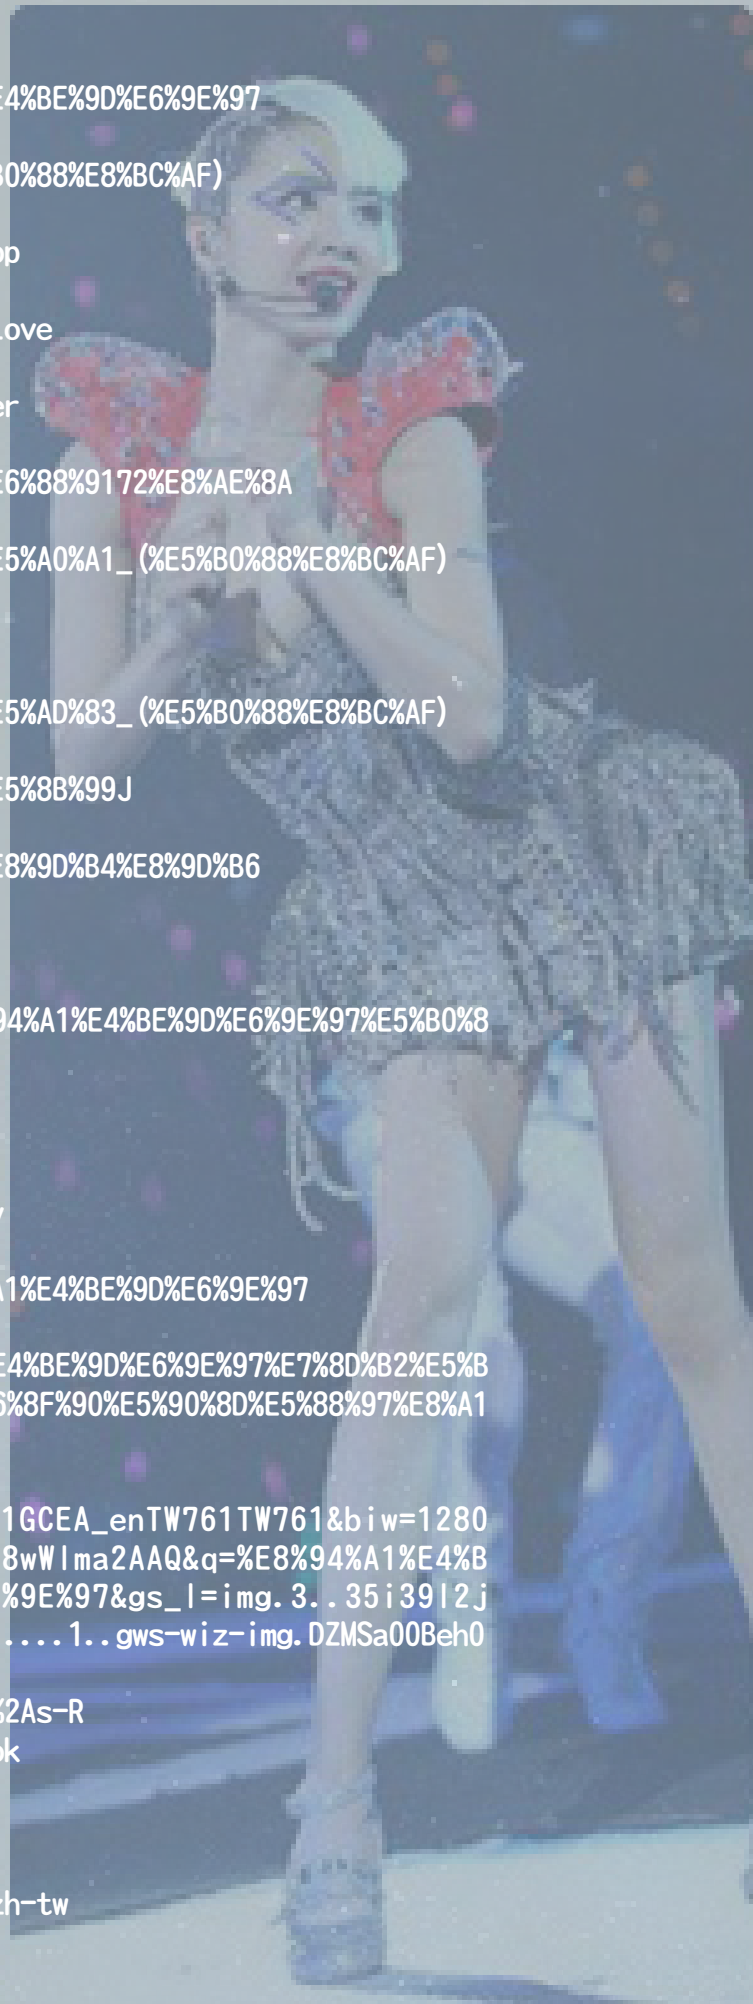 E4%BE%9D%E6%9E%97
B0%88%E8%BC%AF)
op
Love
er
E6%88%9172%E8%AE%8A
E5%A0%A1_(%E5%B0%88%E8%BC%AF)
E5%AD%83_(%E5%B0%88%E8%BC%AF)
E5%8B%99J
E8%9D%B4%E8%9D%B6
94%A1%E4%BE%9D%E6%9E%97%E5%B0%8
/
A1%E4%BE%9D%E6%9E%97
E4%BE%9D%E6%9E%97%E7%8D%B2%E5%B
6%8F%90%E5%90%8D%E5%88%97%E8%A1
1GCEA_enTW761TW761&biw=1280
8wWlma2AAQ&q=%E8%94%A1%E4%B
%9E%97&gs_l=img.3..35i39l2j
....1..gws-wiz-img.DZMSa00Beh0
%2As-R
ok
zh-tw